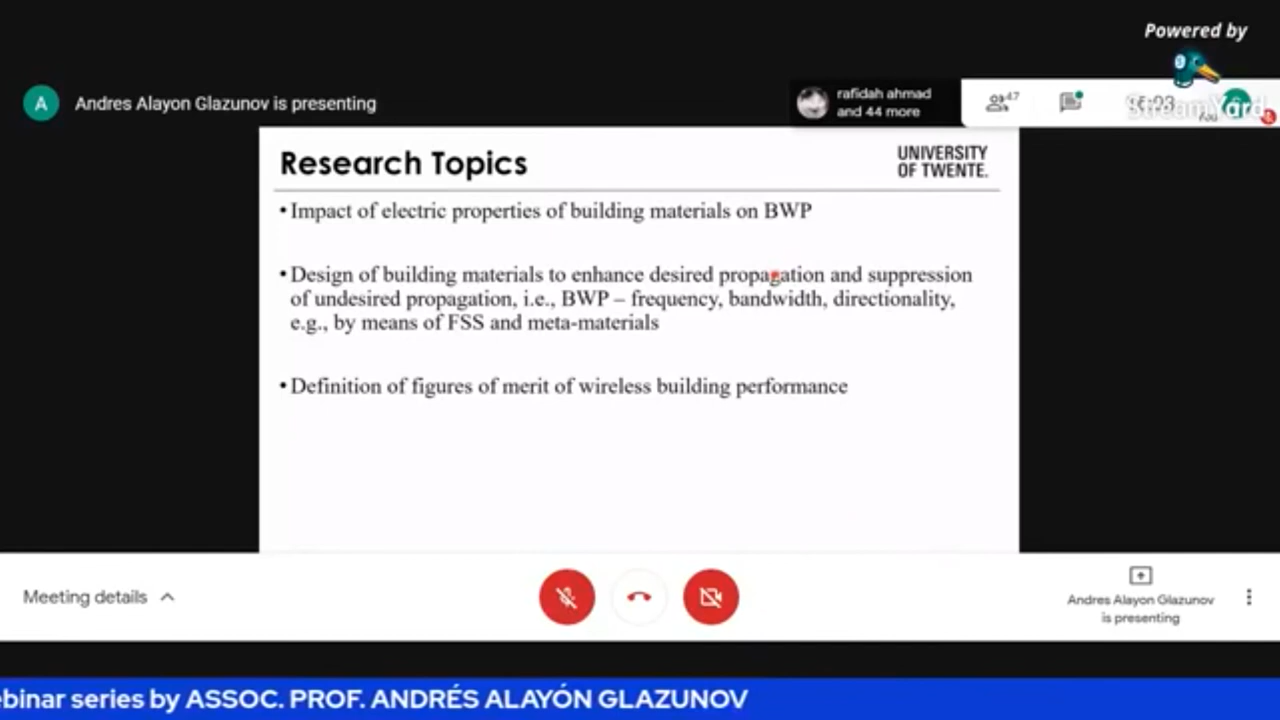 Powered by
StreamYard
A
Andres Alayon Glazunov is presenting
rafidah ahmad
and 44 more
47
Research Topics
UNIVERSITY
OF TWENTE.
• Impact of electric properties of building materials on BWP
• Design of building materials to enhance desired propagation and suppression
of undesired propagation, i.e., BWP – frequency, bandwidth, directionality,
e.g., by means of FSS and meta-materials
• Definition of figures of merit of wireless building performance
Meeting details
Andres Alayon Glazunov
is presenting
ebinar series by ASSOC. PROF. ANDRÉS ALAYÓN GLAZUNOV